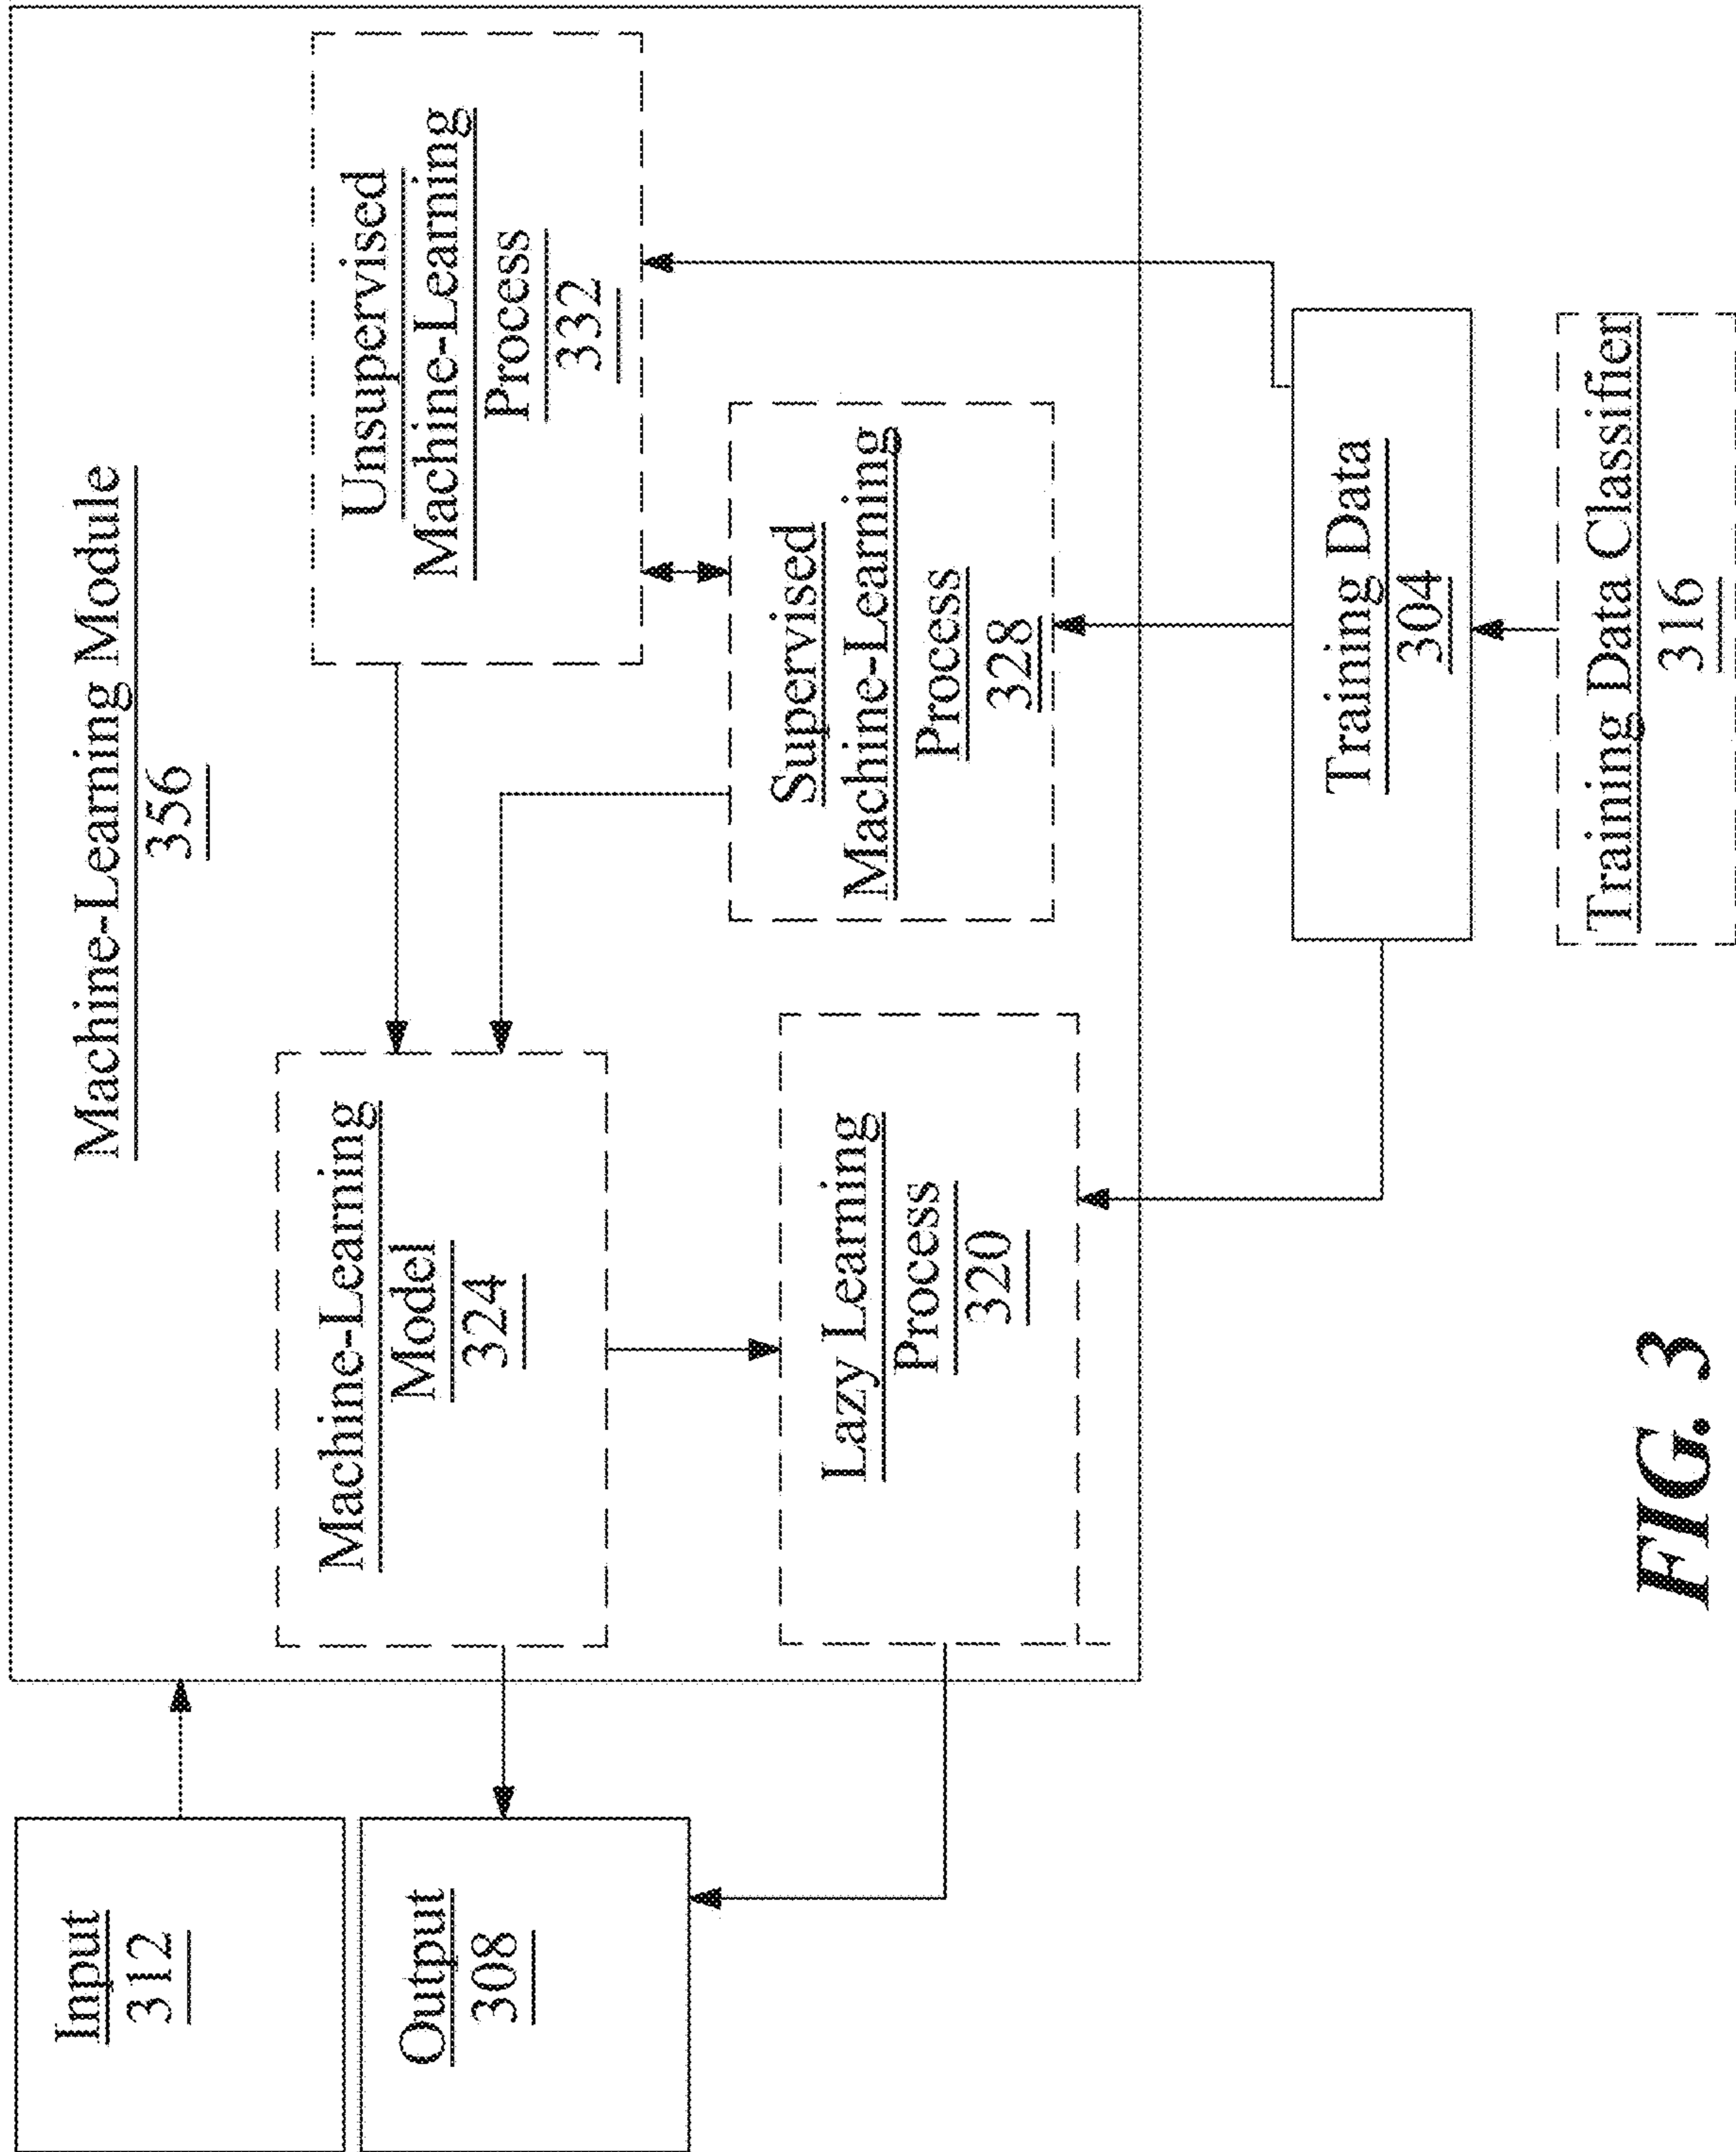 Machine-Learning Module
356
Input
312
Output
308
Machine-Learning
Model
324
Unsupervised
Machine-Learning
Process
332
Lazy Learning
Process
320
Supervised
Machine-Learning
Process
328
Training Data
304
Training Data Classifier
316
FIG. 3